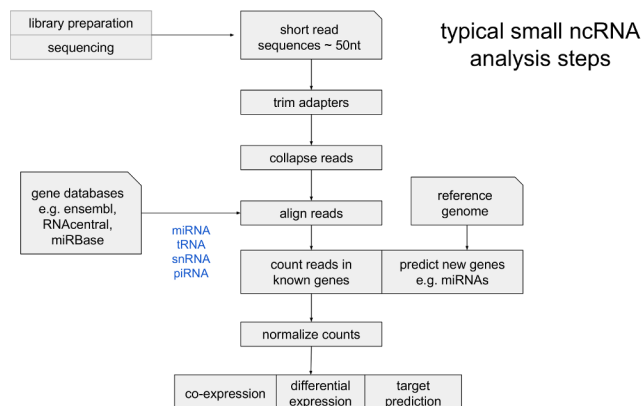 library preparation
sequencing
short read
sequences ~ 50nt
typical small ncRNA
analysis steps
trim adapters
collapse reads
gene databases
e.g. ensembl,
RNAcentral,
miRBase
miRNA
tRNA
snRNA
piRNA
align reads
reference
genome
count reads in
known genes
predict new genes
e.g. miRNAs
normalize counts
co-expression
differential
expression
target
prediction